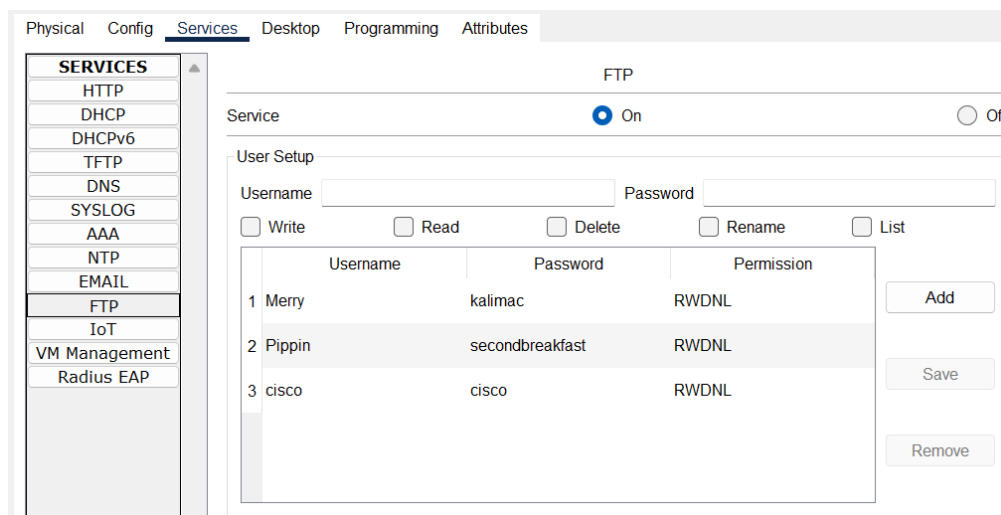 Physical Config Services Desktop Programming Attributes
SERVICES
HTTP
DHCP
DHCPv6
TFTP
DNS
SYSLOG
AAA
NTP
EMAIL
FTP
IoT
VM Management
Radius EAP
FTP
Service On Of
User Setup
Username Password
Write Read Delete Rename List
Username Password Permission
1 Merry kalimac RWDNL
2 Pippin secondbreakfast RWDNL
3 cisco cisco RWDNL
Add
Save
Remove